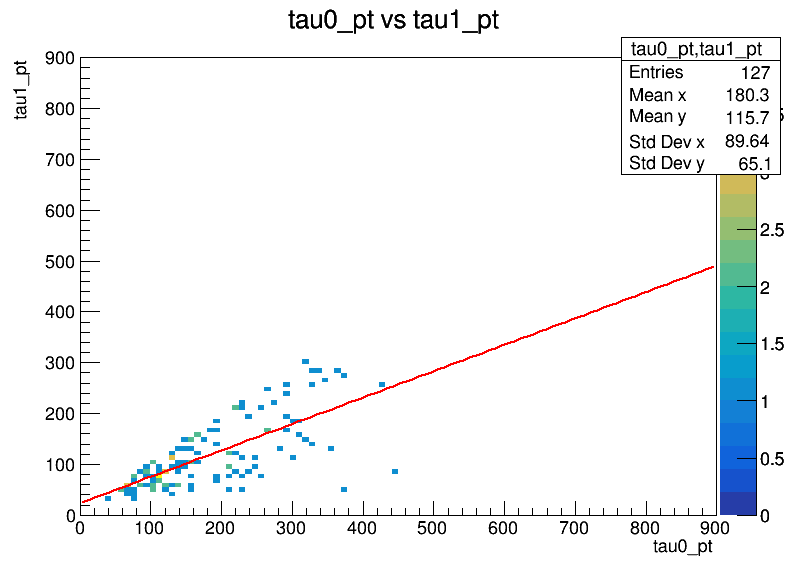 tau0_pt vs tau1_pt
tau0_pt,tau1_pt
Entries 127
Mean x 180.3
Mean y 115.7
Std Dev x 89.64
Std Dev y 65.1
tau1_pt
900
800
700
600
500
400
300
200
100
0
0 100 200 300 400 500 600 700 800 900
tau0_pt
2.5
2
1.5
1
0.5
0